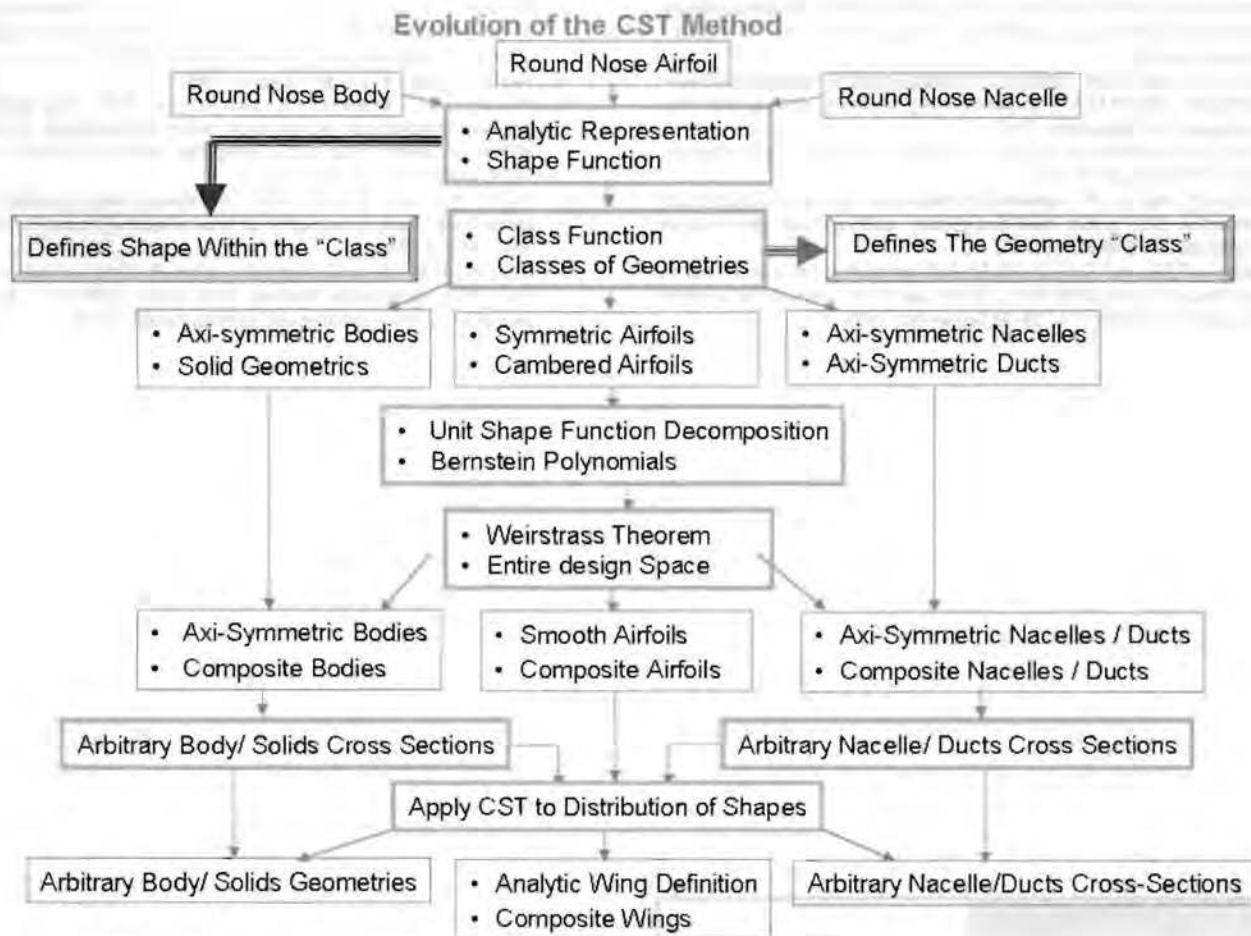 Evolution of the CST Method
Round Nose Airfoil
Round Nose Body
Round Nose Nacelle
• Analytic Representation
• Shape Function
Defines Shape Within the “Class”
• Class Function
• Classes of Geometries
Defines The Geometry “Class”
• Axi-symmetric Bodies
• Solid Geometrics
• Symmetric Airfoils
• Cambered Airfoils
• Axi-symmetric Nacelles
• Axi-Symmetric Ducts
• Unit Shape Function Decomposition
• Bernstein Polynomials
• Weirstrass Theorem
• Entire design Space
• Axi-Symmetric Bodies
• Composite Bodies
• Smooth Airfoils
• Composite Airfoils
• Axi-Symmetric Nacelles / Ducts
• Composite Nacelles / Ducts
Arbitrary Body/ Solids Cross Sections
Arbitrary Nacelle/ Ducts Cross Sections
Apply CST to Distribution of Shapes
Arbitrary Body/ Solids Geometries
• Analytic Wing Definition
• Composite Wings
Arbitrary Nacelle/Ducts Cross-Sections